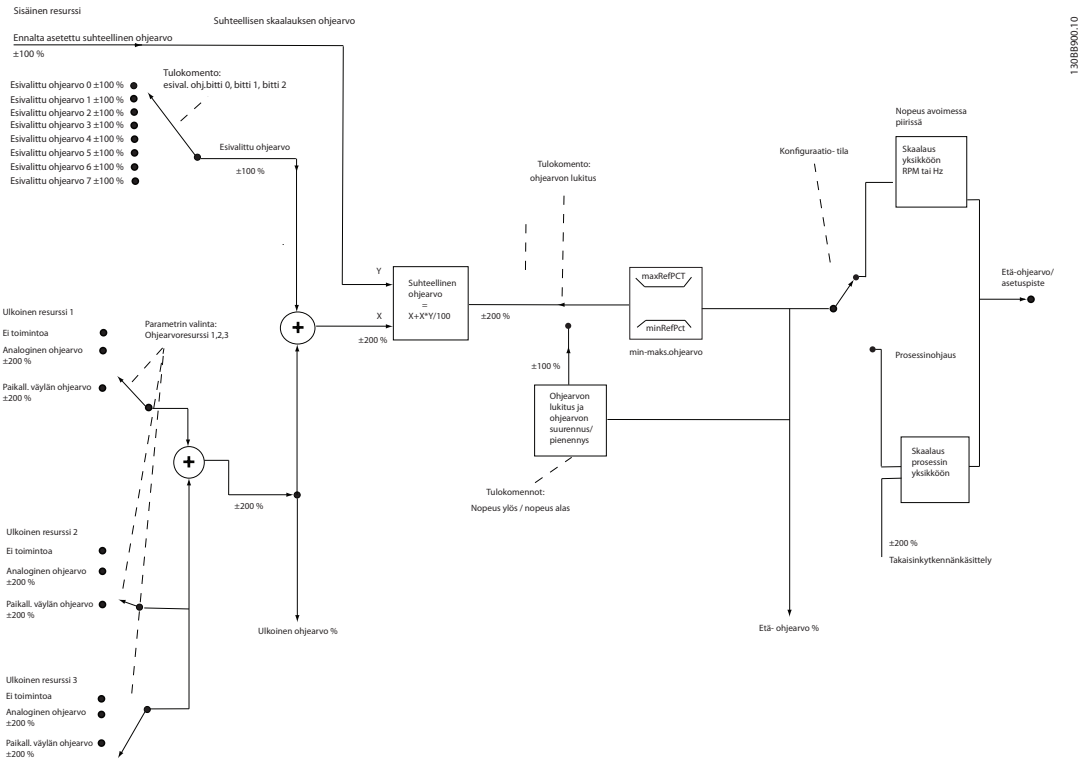 Sisäinen resurssi
Suhteellisen skaalauksen ohjearvo
130BB900.10
Ennalta asetettu suhteellinen ohjearvo
±100 %
Tulokomento:
esival. ohj.bitti 0, bitti 1, bitti 2
Esivalittu ohjearvo 0 ±100 %
Esivalittu ohjearvo 1 ±100 %
Esivalittu ohjearvo 2 ±100 %
Esivalittu ohjearvo 3 ±100 %
Esivalittu ohjearvo 4 ±100 %
Esivalittu ohjearvo 5 ±100 %
Esivalittu ohjearvo 6 ±100 %
Esivalittu ohjearvo 7 ±100 %
Esivalittu ohjearvo
±100 %
Tulokomento:
ohjearvon lukitus
Konfiguraatio- tila
Nopeus avoimessa
piirissä
Skaalaus
yksikköön
RPM tai Hz
Y
X
±200 %
Suhteellinen
ohjearvo
=
X+X*Y/100
±200 %
maxRefPCT
minRefPct
min-maks.ohjearvo
Etä-ohjearvo/
asetuspiste
Ulkoinen resurssi 1
Ei toimintoa
Analoginen ohjearvo
±200 %
Paikall. väylän ohjearvo
±200 %
Parametrin valinta:
Ohjearvoresurssi 1,2,3
+
+
±200 %
±100 %
Ohjearvon
lukitus ja
ohjearvon
suurennus/
pienennys
Tulokomennot:
Nopeus ylös / nopeus alas
Prosessinohjaus
Skaalaus
prosessin
yksikköön
±200 %
Takaisinkytkennänkäsittely
Ulkoinen resurssi 2
Ei toimintoa
Analoginen ohjearvo
±200 %
Paikall. väylän ohjearvo
±200 %
Ulkoinen ohjearvo %
Etä- ohjearvo %
Ulkoinen resurssi 3
Ei toimintoa
Analoginen ohjearvo
±200 %
Paikall. väylän ohjearvo
±200 %